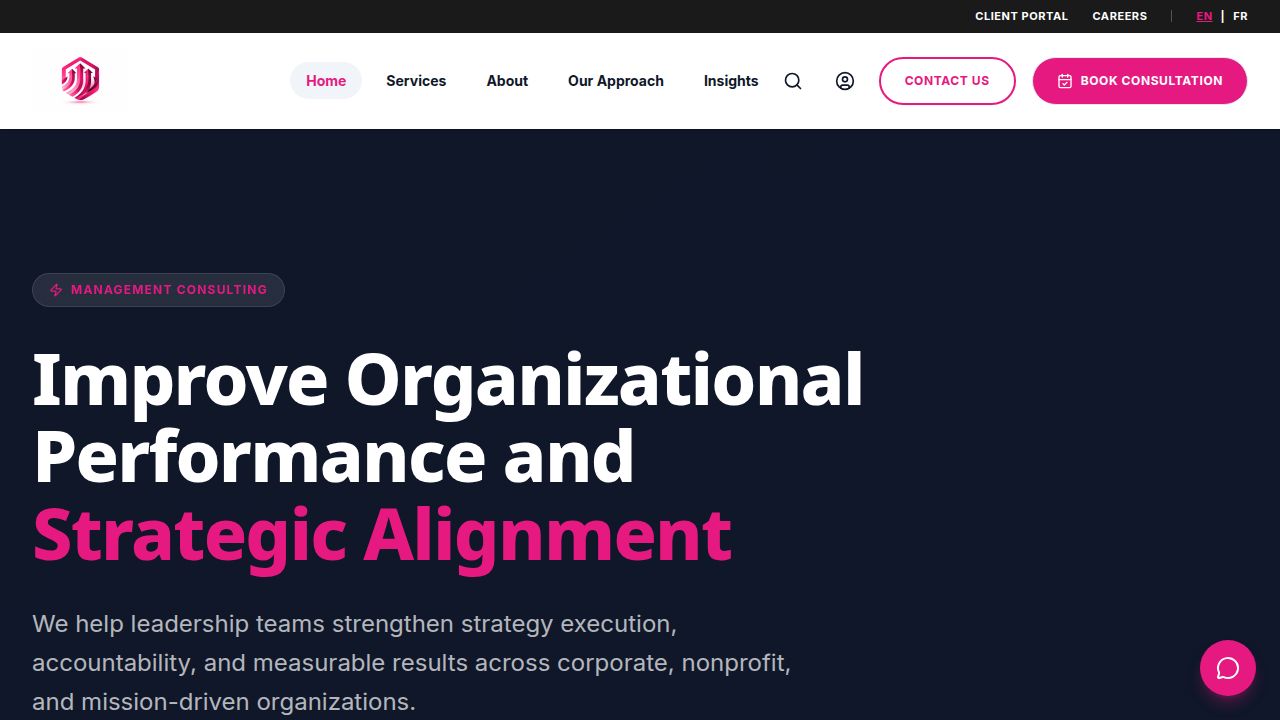 CLIENT PORTAL CAREERS EN | FR
Home Services About Our Approach Insights CONTACT US BOOK CONSULTATION
MANAGEMENT CONSULTING
Improve Organizational
Performance and
Strategic Alignment
We help leadership teams strengthen strategy execution,
accountability, and measurable results across corporate, nonprofit,
and mission-driven organizations.